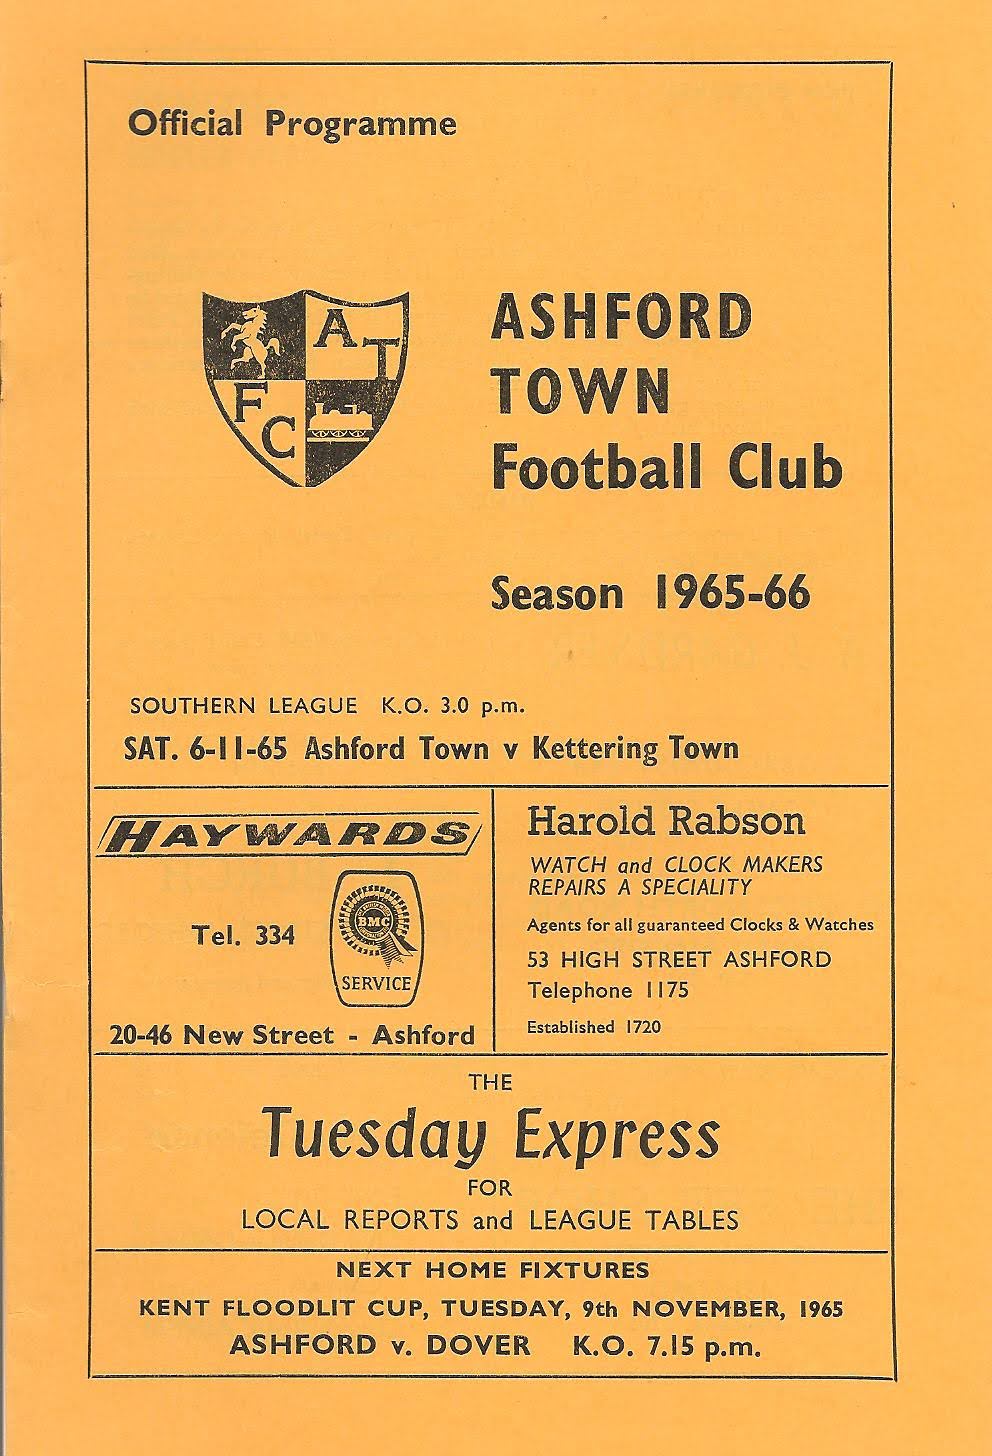 Official Programme
A T
F C
ASHFORD
TOWN
Football Club
Season 1965-66
SOUTHERN LEAGUE K.O. 3.0 p.m.
SAT. 6-11-65 Ashford Town v Kettering Town
HAYWARDS
Tel. 334
BMC
SERVICE
20-46 New Street - Ashford
Harold Rabson
WATCH and CLOCK MAKERS
REPAIRS A SPECIALITY
Agents for all guaranteed Clocks & Watches
53 HIGH STREET ASHFORD
Telephone 1175
Established 1720
THE
Tuesday Express
FOR
LOCAL REPORTS and LEAGUE TABLES
NEXT HOME FIXTURES
KENT FLOODLIT CUP, TUESDAY, 9th NOVEMBER, 1965
ASHFORD v. DOVER K.O. 7.15 p.m.